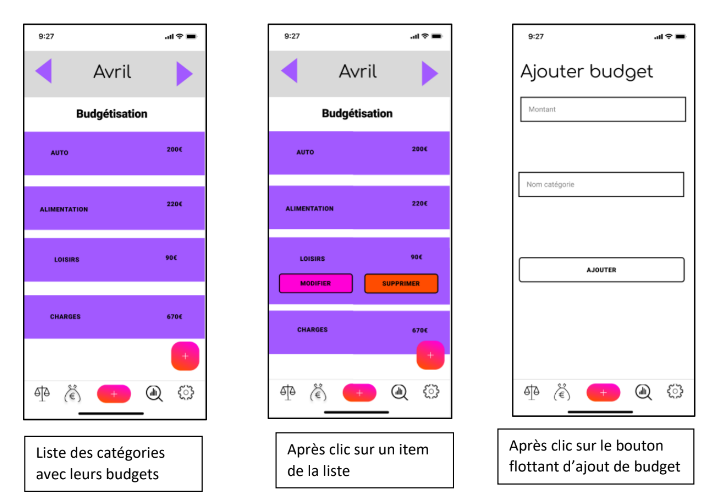 9:27
Avril
Budgétisation
AUTO 200€
ALIMENTATION 220€
LOISIRS 90€
CHARGES 670€
+
€ +
Liste des catégories
avec leurs budgets
9:27
Avril
Budgétisation
AUTO 200€
ALIMENTATION 220€
LOISIRS 90€
MODIFIER SUPPRIMER
CHARGES 670€
+
€ +
Après clic sur un item
de la liste
9:27
Ajouter budget
Montant
Nom catégorie
AJOUTER
€ +
Après clic sur le bouton
flottant d’ajout de budget